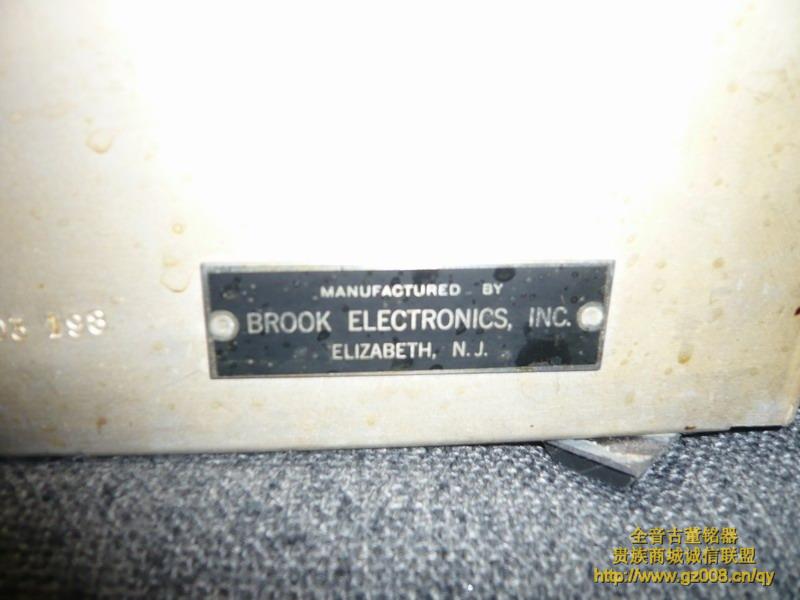 MANUFACTURED BY
BROOK ELECTRONICS, INC.
ELIZABETH, N. J.
198
全音古董铭器
贵族商城诚信联盟
http://www.gz008.cn/qy